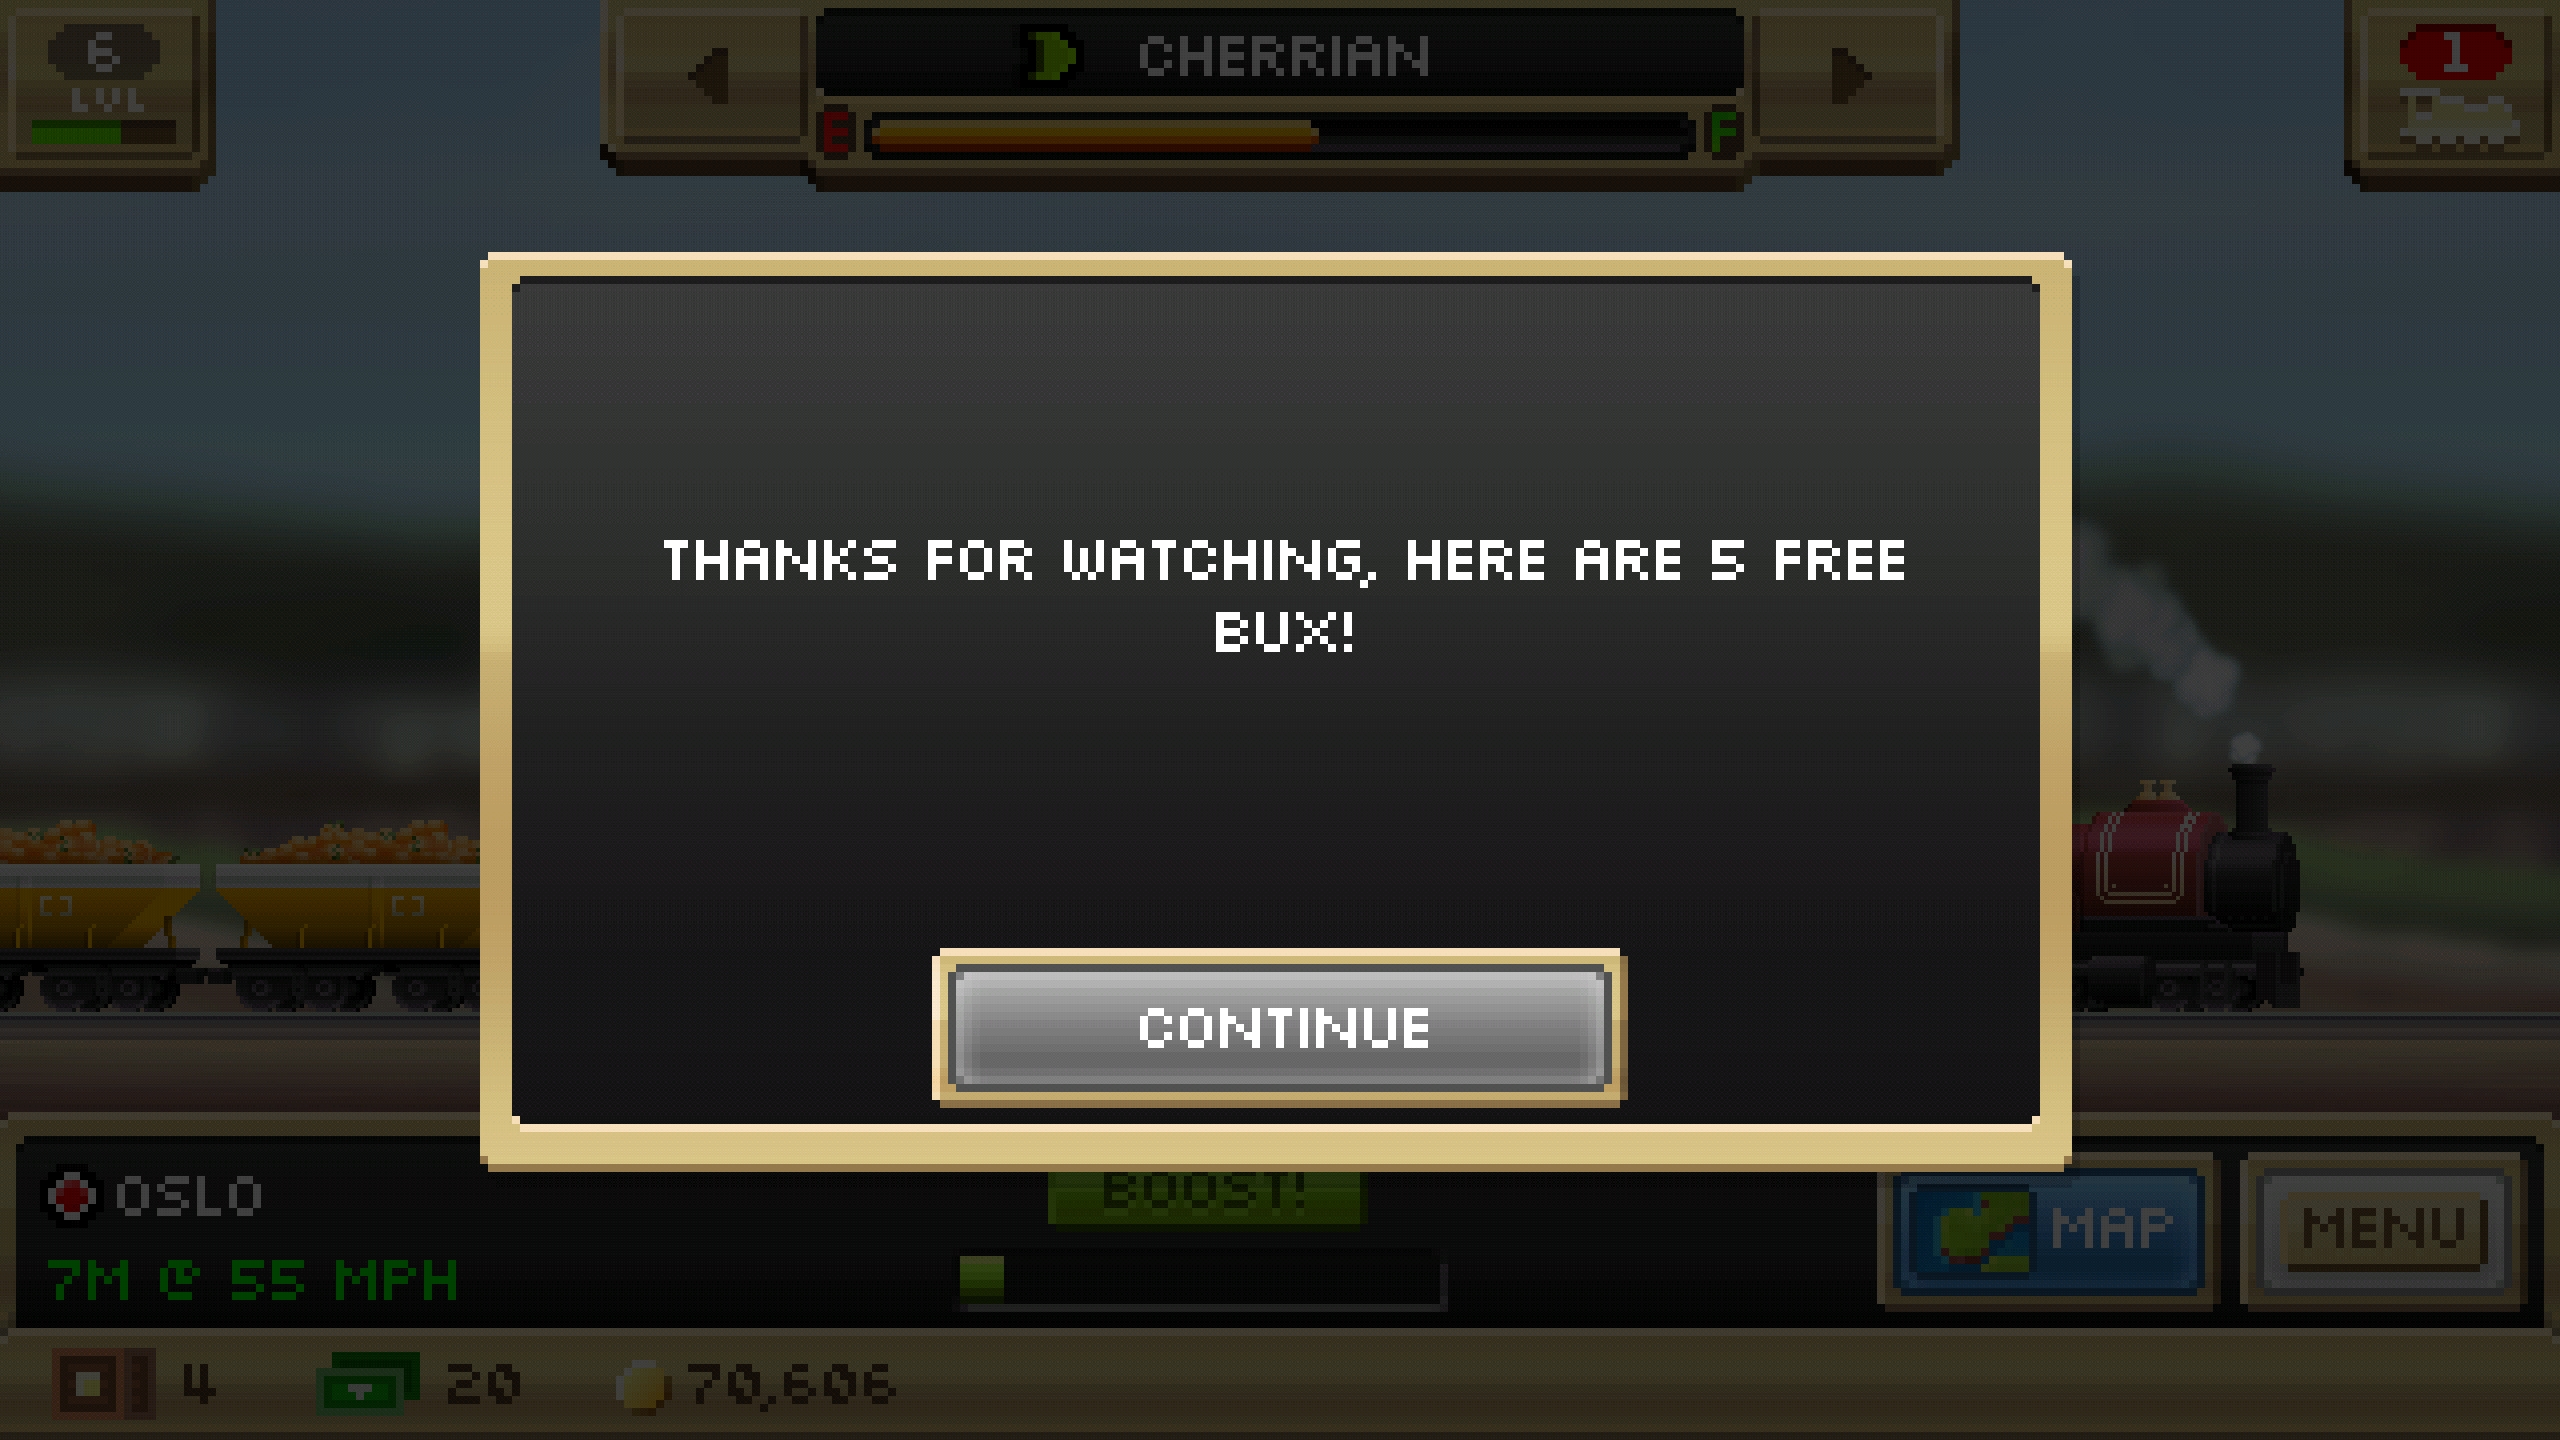 6
LVL
CHERRIAN
E
F
1
THANKS FOR WATCHING, HERE ARE 5 FREE
BUX!
CONTINUE
OSLO
BOOST!
MAP
MENU
7M @ 55 MPH
4
20
70,606